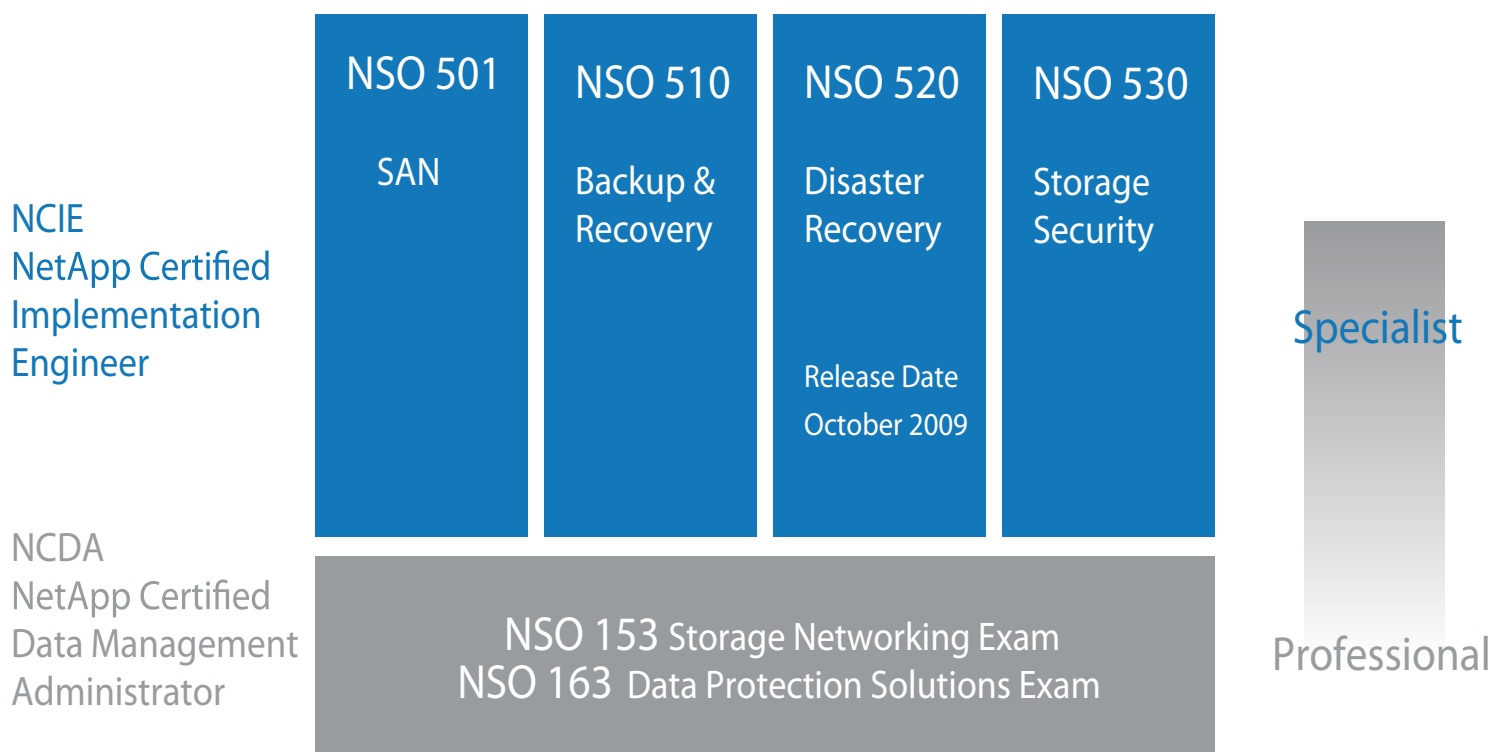 NSO 501
SAN
NSO 510
Backup &
Recovery
NSO 520
Disaster
Recovery
Release Date
October 2009
NSO 530
Storage
Security
NCIE
NetApp Certified
Implementation
Engineer
Specialist
NCDA
NetApp Certified
Data Management
Administrator
NSO 153 Storage Networking Exam
NSO 163 Data Protection Solutions Exam
Professional